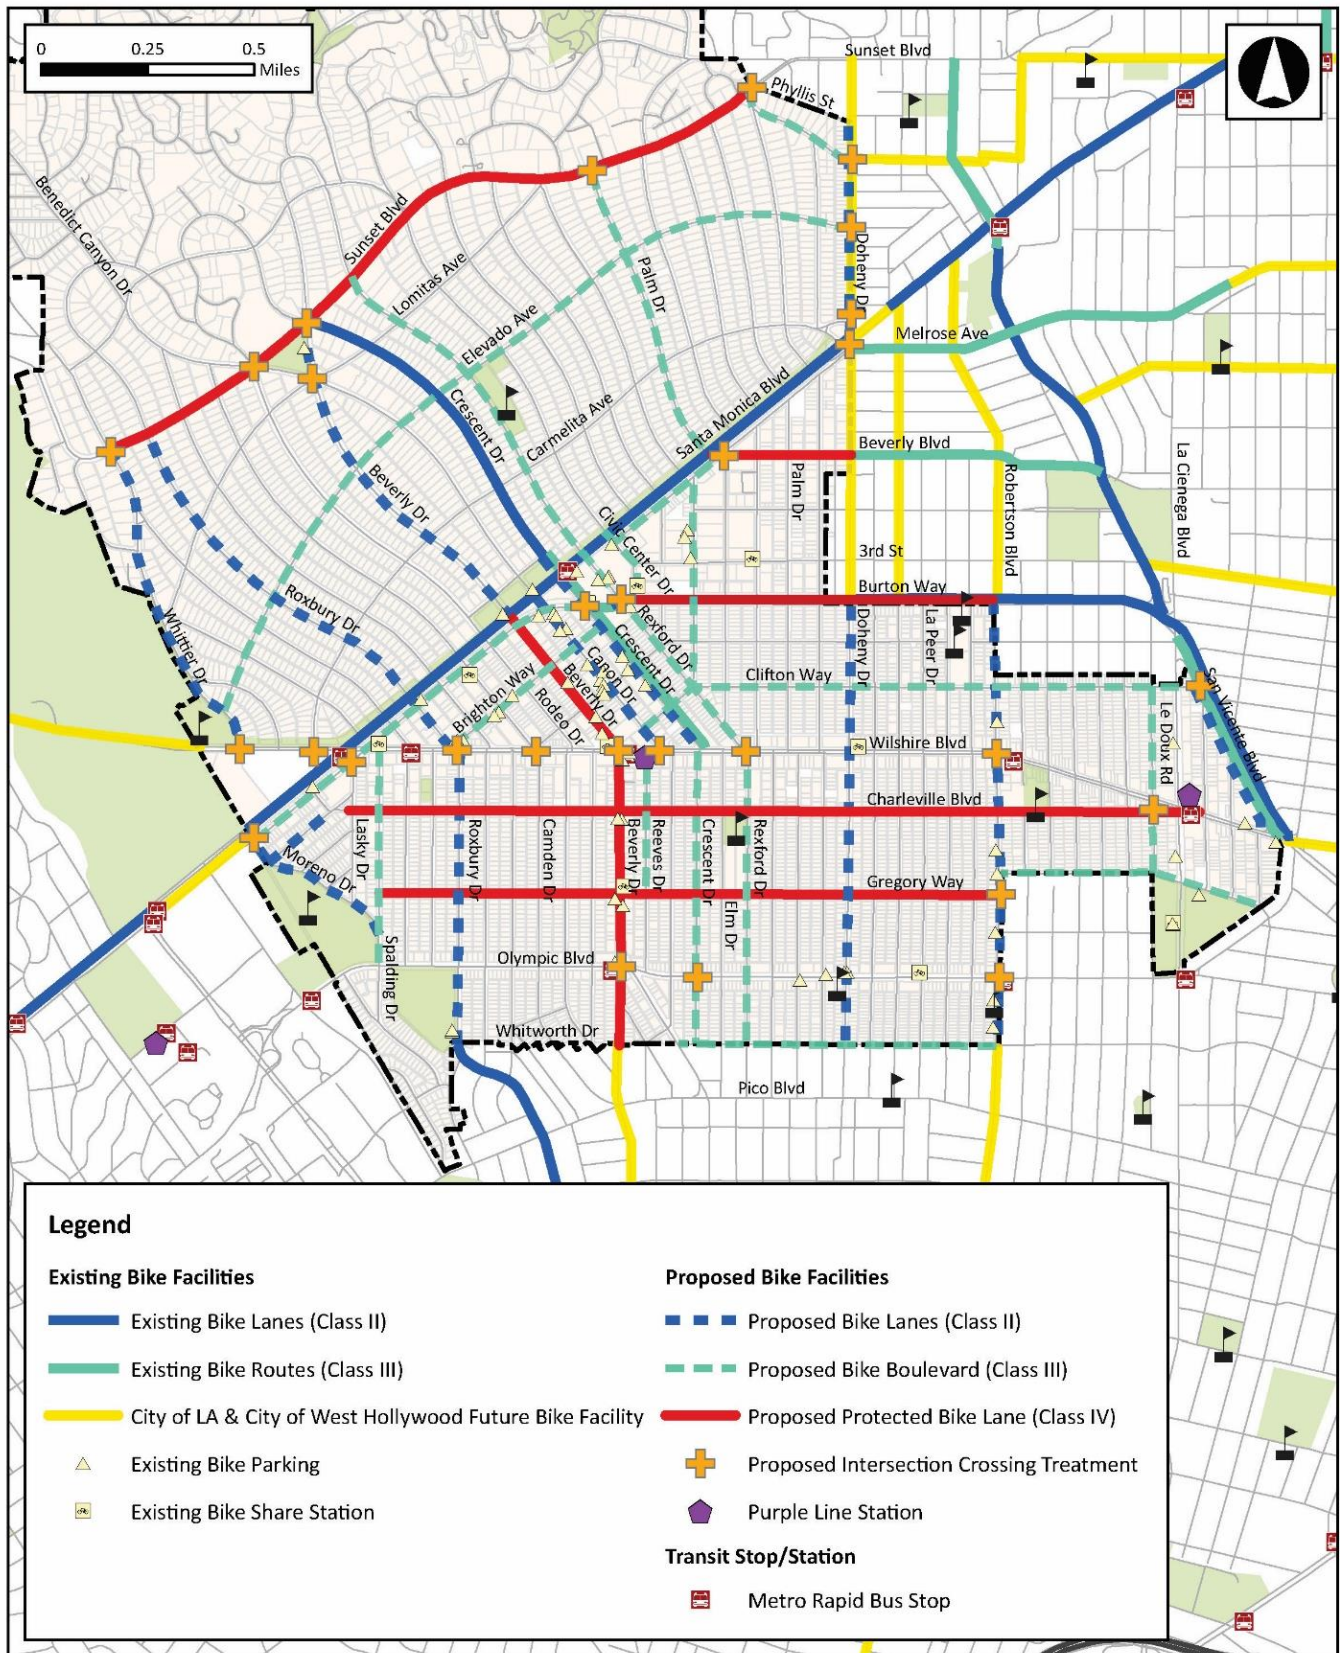 0 0.25 0.5
Miles
Sunset Blvd
Phyllis St
Benedict Canyon Dr
Sunset Blvd
Lomitas Ave
Palm Dr
Doheny Dr
Elevado Ave
Melrose Ave
Crescent Dr
Carmelita Ave
Santa Monica Blvd
Beverly Blvd
La Cienega Blvd
Beverly Dr
Palm Dr
Robertson Blvd
Civic Center Dr
3rd St
Burton Way
Roxbury Dr
Whittier Dr
Rexford Dr
Crescent Dr
Doheny Dr
La Peer Dr
Canon Dr
Clifton Way
Brighton Way
Beverly Dr
Rodeo Dr
San Vicente Blvd
Le Doux Rd
Wilshire Blvd
Charleville Blvd
Lasky Dr
Roxbury Dr
Camden Dr
Beverly Dr
Reeves Dr
Crescent Dr
Rexford Dr
Moreno Dr
Gregory Way
Elm Dr
Spalding Dr
Olympic Blvd
Whitworth Dr
Pico Blvd
Legend
Existing Bike Facilities
Existing Bike Lanes (Class II)
Existing Bike Routes (Class III)
City of LA & City of West Hollywood Future Bike Facility
Existing Bike Parking
Existing Bike Share Station
Proposed Bike Facilities
Proposed Bike Lanes (Class II)
Proposed Bike Boulevard (Class III)
Proposed Protected Bike Lane (Class IV)
Proposed Intersection Crossing Treatment
Purple Line Station
Transit Stop/Station
Metro Rapid Bus Stop